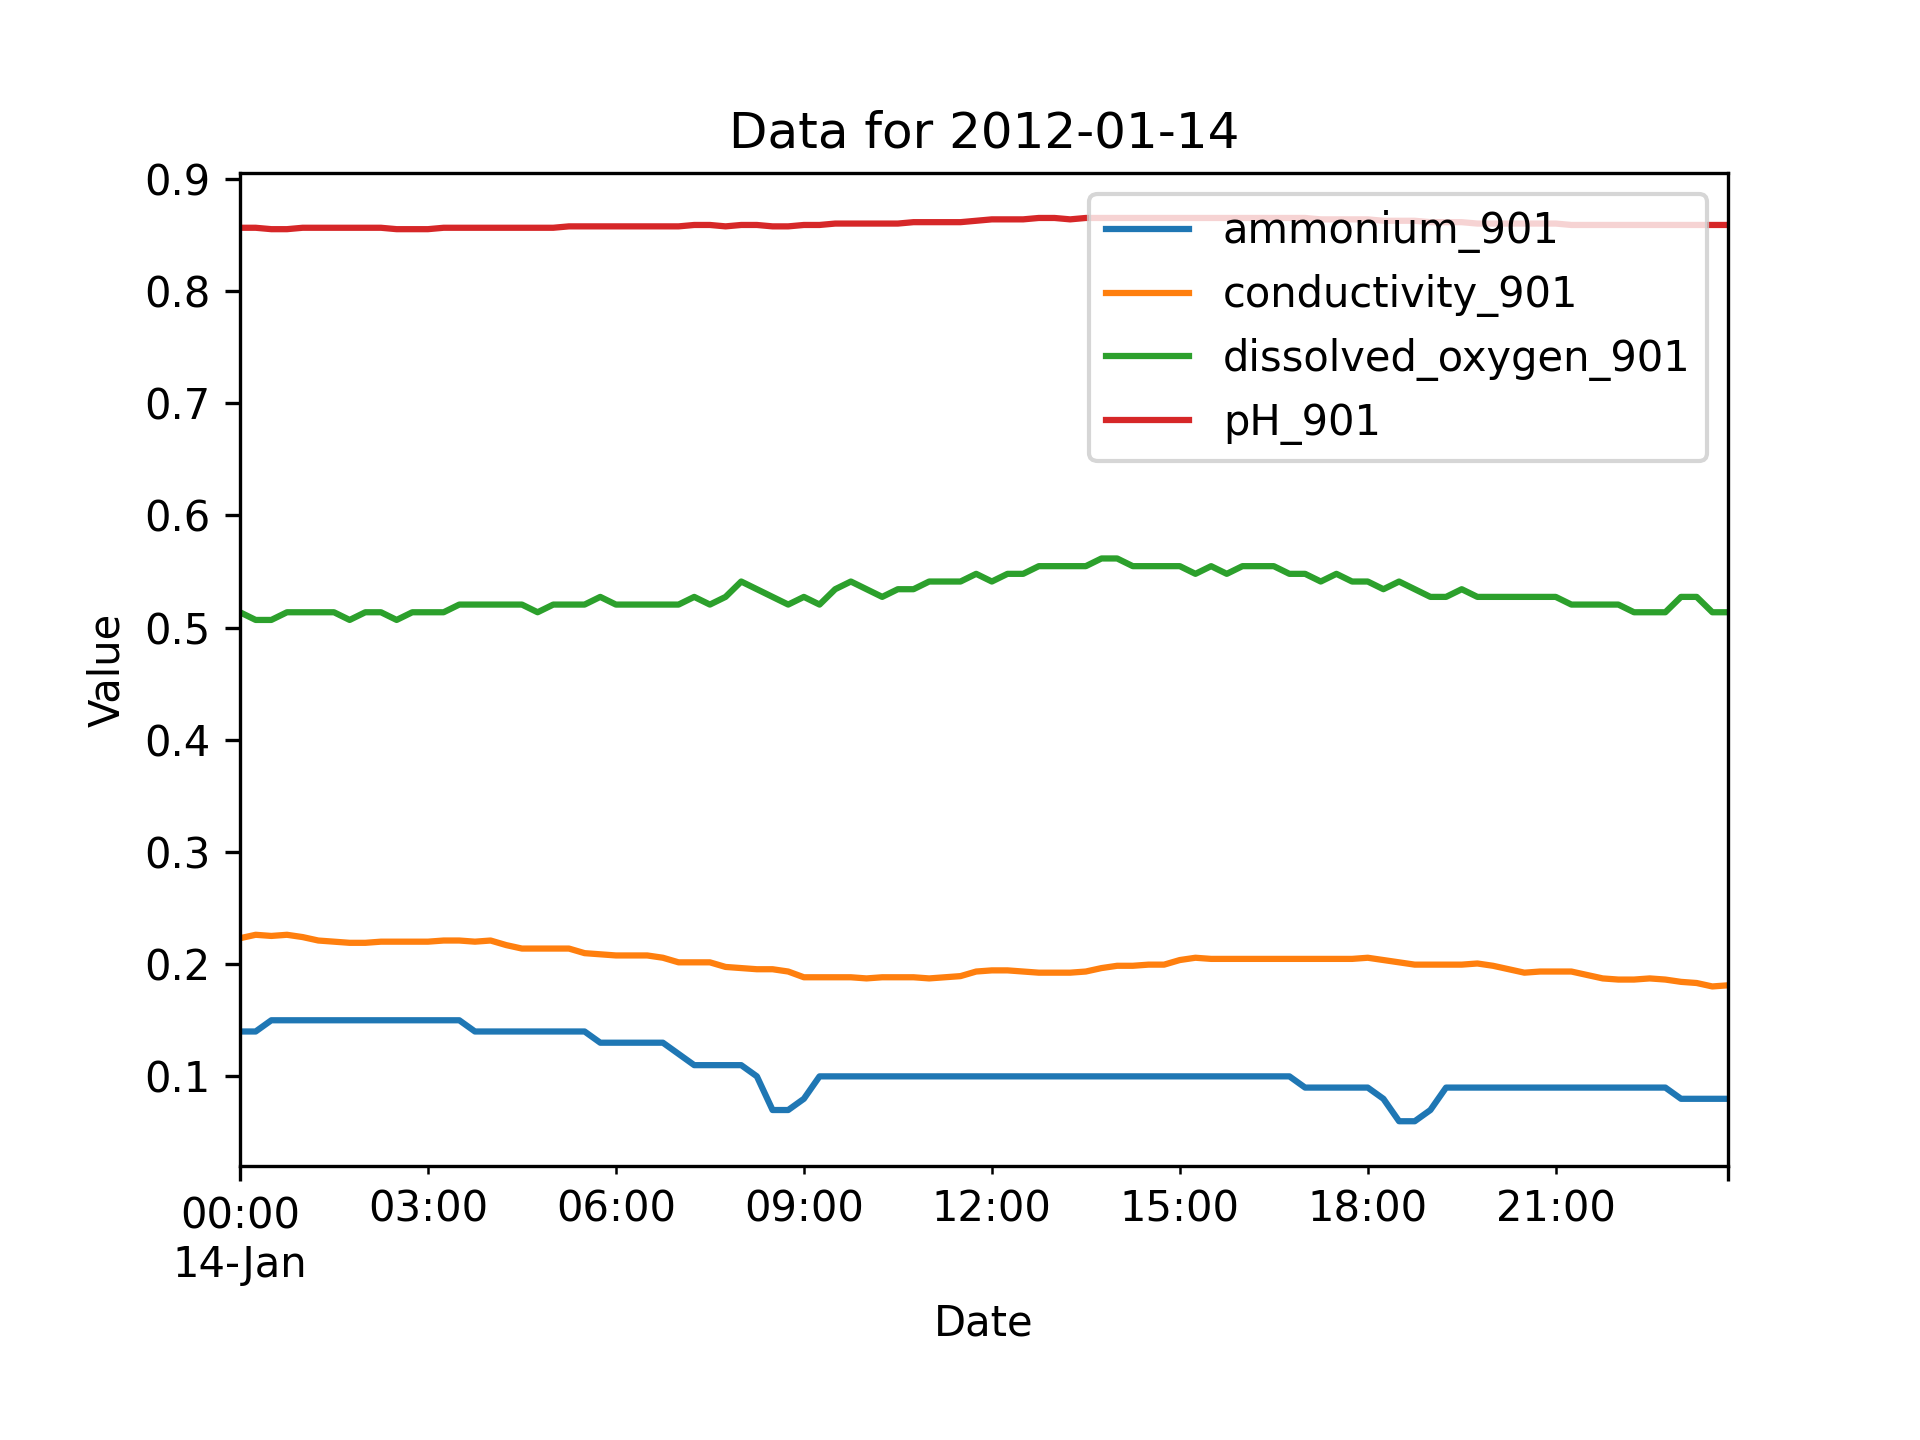 Data for 2012-01-14
0.9
0.8
0.7
0.6
0.5
0.4
0.3
0.2
0.1
Value
ammonium_901
conductivity_901
dissolved_oxygen_901
pH_901
00:00 03:00 06:00 09:00 12:00 15:00 18:00 21:00
14-Jan
Date